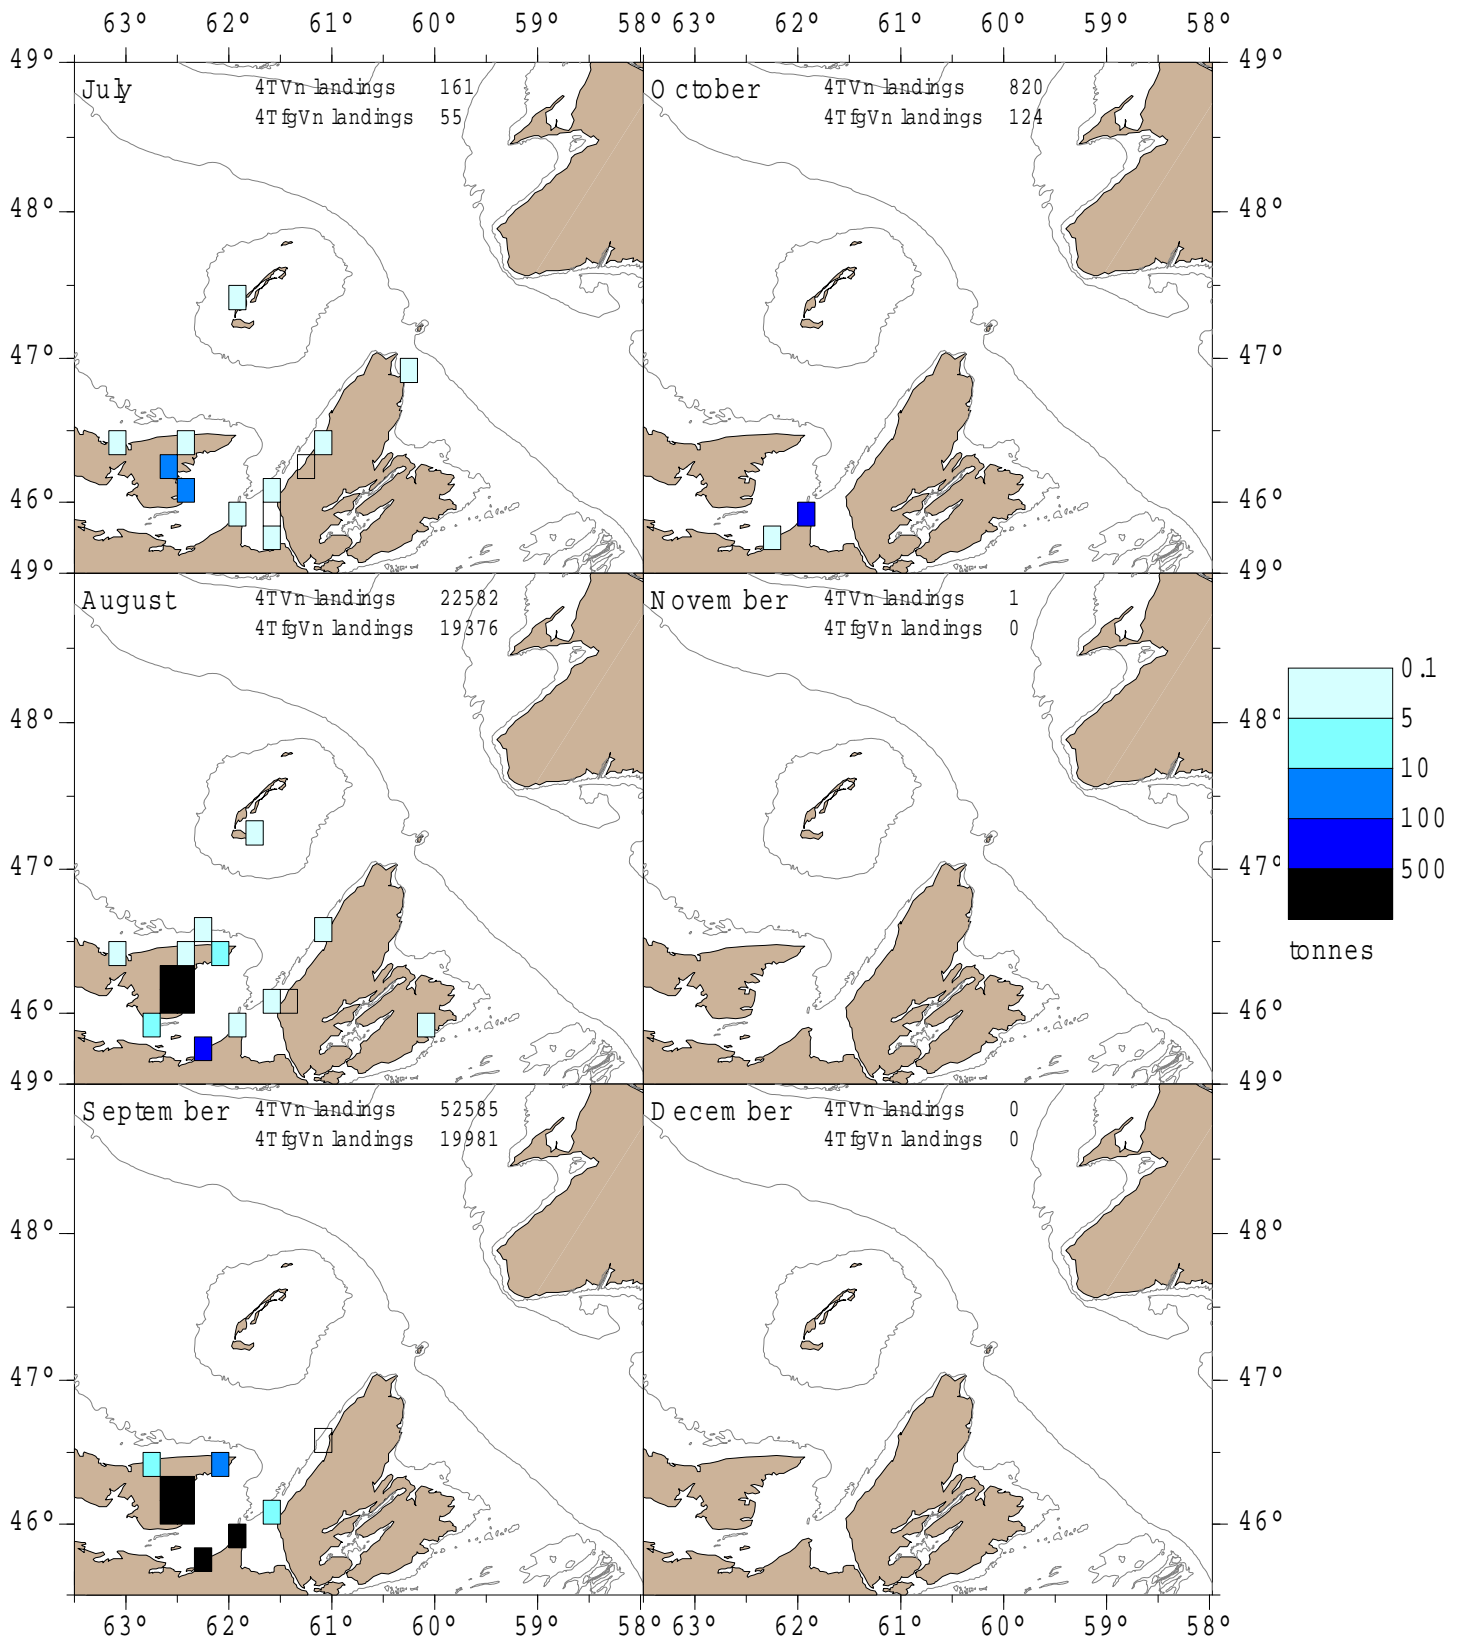 63° 62° 61° 60° 59° 58° 63° 62° 61° 60° 59° 58°
49° 49°
July 4TVn landings 161
4TfgVn landings 55
October 4TVn landings 820
4TfgVn landings 124
48° 48°
47° 47°
46° 46°
49° 49°
August 4TVn landings 22582
4TfgVn landings 19376
November 4TVn landings 1
4TfgVn landings 0
48° 48°
47° 47°
46° 46°
49° 49°
September 4TVn landings 52585
4TfgVn landings 19981
December 4TVn landings 0
4TfgVn landings 0
48° 48°
47° 47°
46° 46°
63° 62° 61° 60° 59° 58° 63° 62° 61° 60° 59° 58°
0.1
5
10
100
500
tonnes